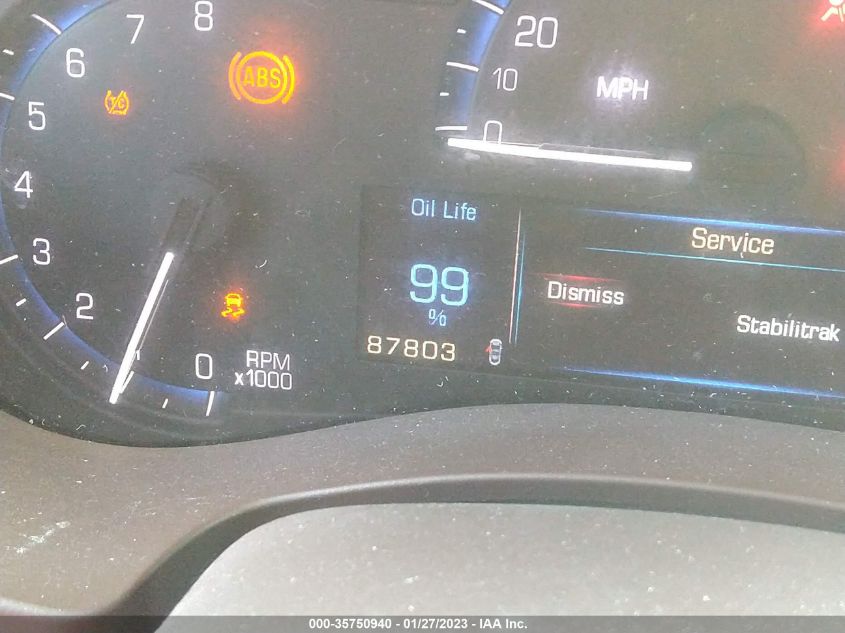 8
7
6
5
4
3
2
0
ABS
T/C
RPM
x1000
20
10
0
MPH
Oil Life
99
%
87803
Service
Dismiss
Stabilitrak
000-35750940 - 01/27/2023 - IAA Inc.